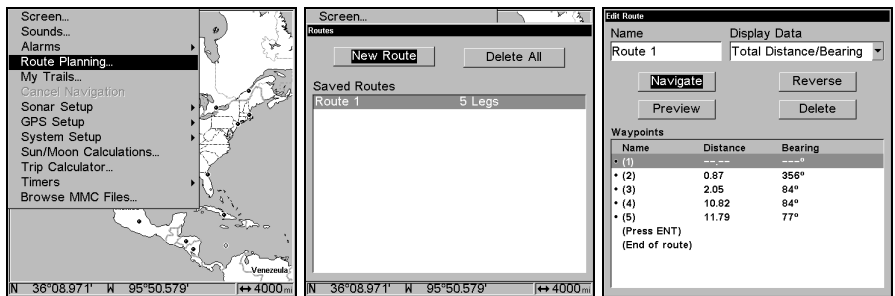 Screen...
Sounds...
Alarms
Route Planning...
My Trails...
Cancel Navigation
Sonar Setup
GPS Setup
System Setup
Sun/Moon Calculations...
Trip Calculator...
Timers
Browse MMC Files...
Venezuela
N 36°08.971' W 95°50.579' ↔ 4000 mi
Screen...
Routes
New Route Delete All
Saved Routes
Route 1 5 Legs
N 36°08.971' W 95°50.579' ↔ 4000 mi
Edit Route
Name Display Data
Route 1 Total Distance/Bearing
Navigate Reverse
Preview Delete
Waypoints
Name Distance Bearing
• (1) --.-- ---°
• (2) 0.87 356°
• (3) 2.05 84°
• (4) 10.82 84°
• (5) 11.79 77°
(Press ENT)
(End of route)